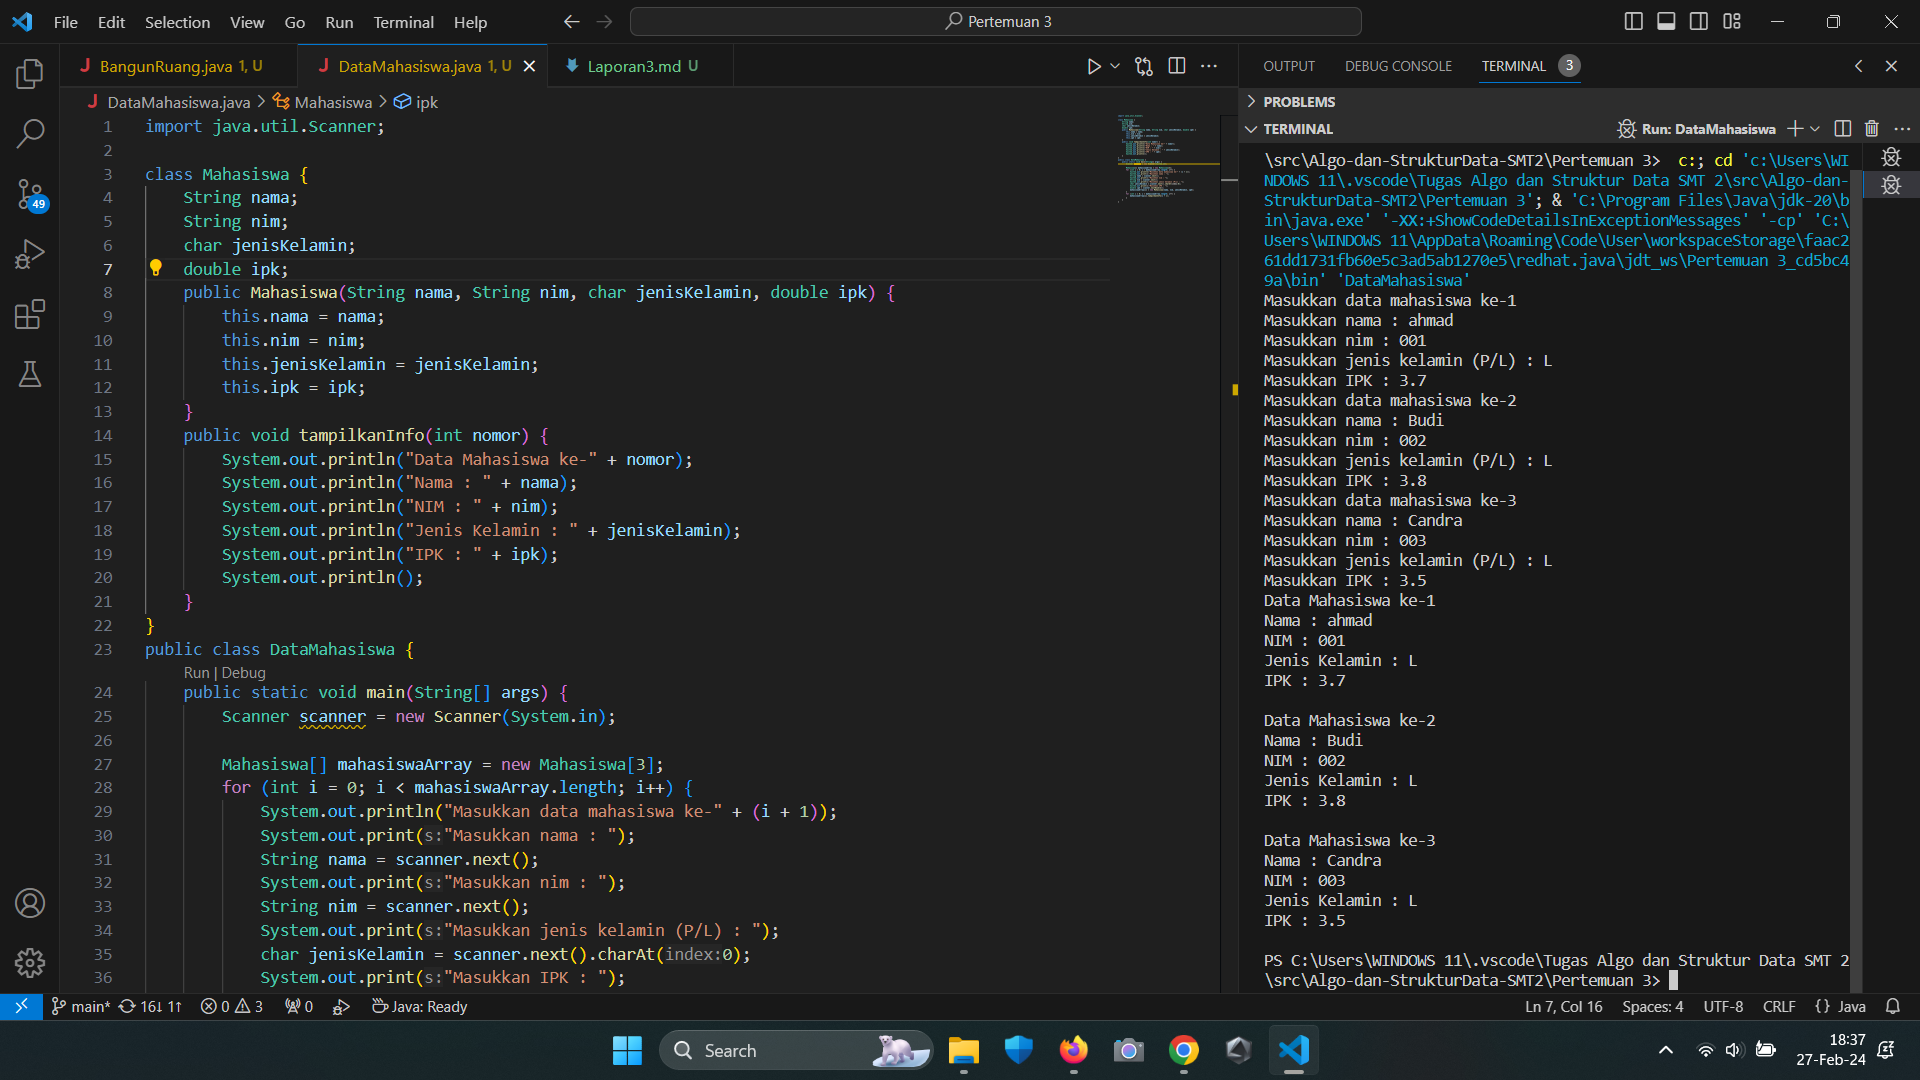 File Edit Selection View Go Run Terminal Help
Pertemuan 3
BangunRuang.java 1, U
DataMahasiswa.java 1, U
Laporan3.md U
DataMahasiswa.java > Mahasiswa > ipk
1 import java.util.Scanner;
2
3 class Mahasiswa {
4 String nama;
5 String nim;
6 char jenisKelamin;
7 double ipk;
8 public Mahasiswa(String nama, String nim, char jenisKelamin, double ipk) {
9 this.nama = nama;
10 this.nim = nim;
11 this.jenisKelamin = jenisKelamin;
12 this.ipk = ipk;
13 }
14 public void tampilkanInfo(int nomor) {
15 System.out.println("Data Mahasiswa ke-" + nomor);
16 System.out.println("Nama : " + nama);
17 System.out.println("NIM : " + nim);
18 System.out.println("Jenis Kelamin : " + jenisKelamin);
19 System.out.println("IPK : " + ipk);
20 System.out.println();
21 }
22 }
23 public class DataMahasiswa {
Run | Debug
24 public static void main(String[] args) {
25 Scanner scanner = new Scanner(System.in);
26
27 Mahasiswa[] mahasiswaArray = new Mahasiswa[3];
28 for (int i = 0; i < mahasiswaArray.length; i++) {
29 System.out.println("Masukkan data mahasiswa ke-" + (i + 1));
30 System.out.print(s:"Masukkan nama : ");
31 String nama = scanner.next();
32 System.out.print(s:"Masukkan nim : ");
33 String nim = scanner.next();
34 System.out.print(s:"Masukkan jenis kelamin (P/L) : ");
35 char jenisKelamin = scanner.next().charAt(index:0);
36 System.out.print(s:"Masukkan IPK : ");
OUTPUT DEBUG CONSOLE TERMINAL 3
PROBLEMS
TERMINAL Run: DataMahasiswa
\src\Algo-dan-StrukturData-SMT2\Pertemuan 3> c:; cd 'c:\Users\WI
NDOWS 11\.vscode\Tugas Algo dan Struktur Data SMT 2\src\Algo-dan-
StrukturData-SMT2\Pertemuan 3'; & 'C:\Program Files\Java\jdk-20\b
in\java.exe' '-XX:+ShowCodeDetailsInExceptionMessages' '-cp' 'C:\
Users\WINDOWS 11\AppData\Roaming\Code\User\workspaceStorage\faac2
61dd1731fb60e5c3ad5ab1270e5\redhat.java\jdt_ws\Pertemuan 3_cd5bc4
9a\bin' 'DataMahasiswa'
Masukkan data mahasiswa ke-1
Masukkan nama : ahmad
Masukkan nim : 001
Masukkan jenis kelamin (P/L) : L
Masukkan IPK : 3.7
Masukkan data mahasiswa ke-2
Masukkan nama : Budi
Masukkan nim : 002
Masukkan jenis kelamin (P/L) : L
Masukkan IPK : 3.8
Masukkan data mahasiswa ke-3
Masukkan nama : Candra
Masukkan nim : 003
Masukkan jenis kelamin (P/L) : L
Masukkan IPK : 3.5
Data Mahasiswa ke-1
Nama : ahmad
NIM : 001
Jenis Kelamin : L
IPK : 3.7

Data Mahasiswa ke-2
Nama : Budi
NIM : 002
Jenis Kelamin : L
IPK : 3.8

Data Mahasiswa ke-3
Nama : Candra
NIM : 003
Jenis Kelamin : L
IPK : 3.5

PS C:\Users\WINDOWS 11\.vscode\Tugas Algo dan Struktur Data SMT 2
\src\Algo-dan-StrukturData-SMT2\Pertemuan 3>
49
main* 16↓ 1↑ 0 3 0 Java: Ready
Ln 7, Col 16 Spaces: 4 UTF-8 CRLF {} Java
Search
18:37
27-Feb-24